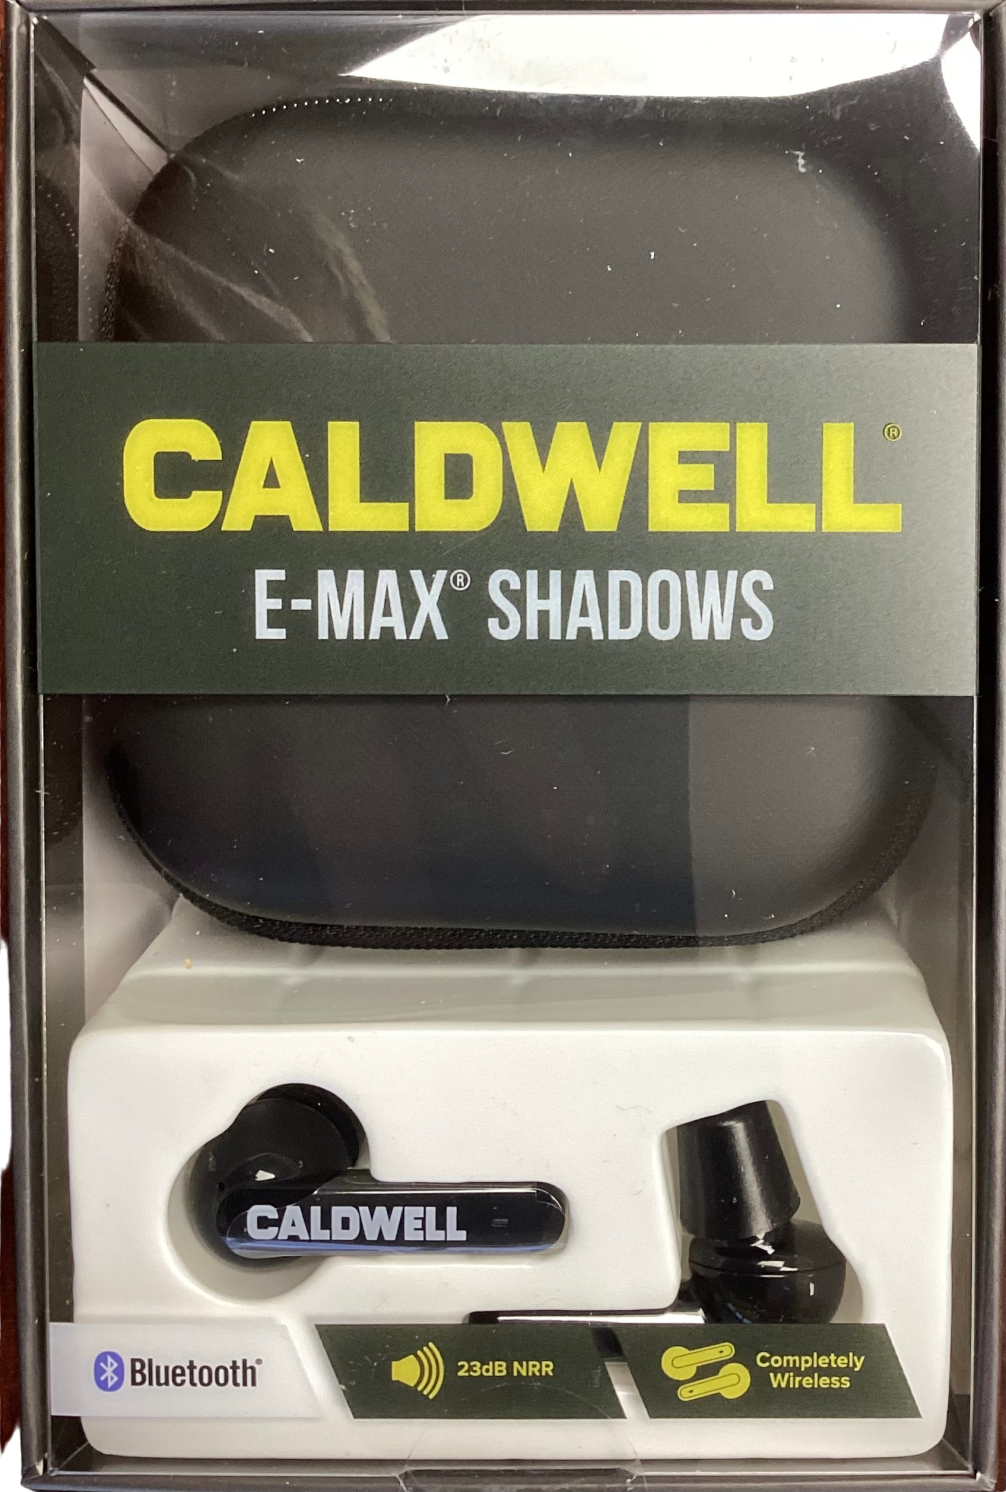 CALDWELL®
E-MAX® SHADOWS
CALDWELL
Bluetooth®
23dB NRR
Completely
Wireless